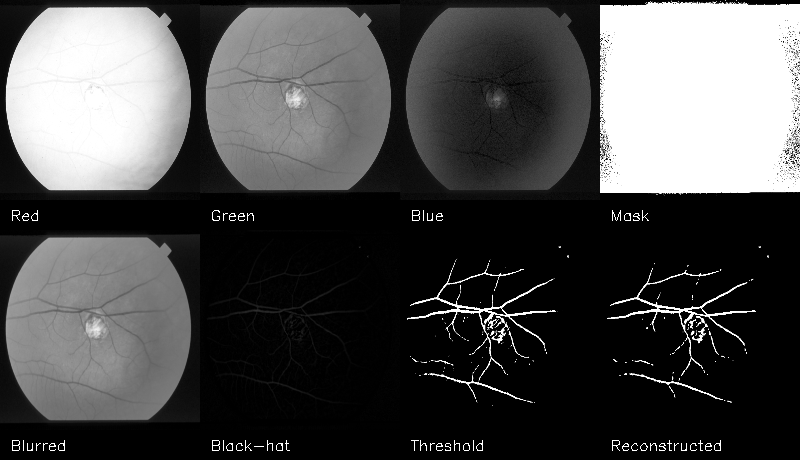 Red
Green
Blue
Mask
Blurred
Black-hat
Threshold
Reconstructed